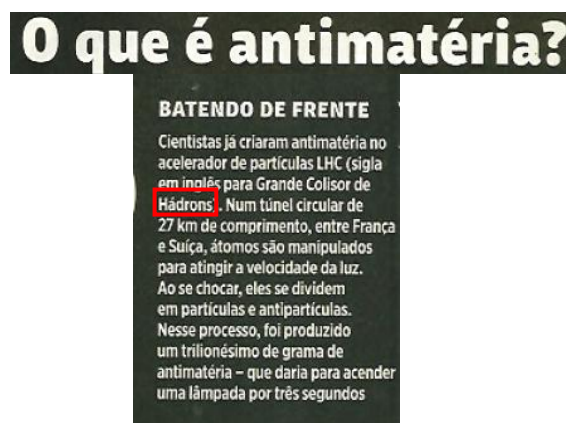 O que é antimatéria?
BATENDO DE FRENTE
Cientistas já criaram antimatéria no
acelerador de partículas LHC (sigla
em inglês para Grande Colisor de
Hádrons). Num túnel circular de
27 km de comprimento, entre França
e Suíça, átomos são manipulados
para atingir a velocidade da luz.
Ao se chocar, eles se dividem
em partículas e antipartículas.
Nesse processo, foi produzido
um trilionésimo de grama de
antimatéria – que daria para acender
uma lâmpada por três segundos